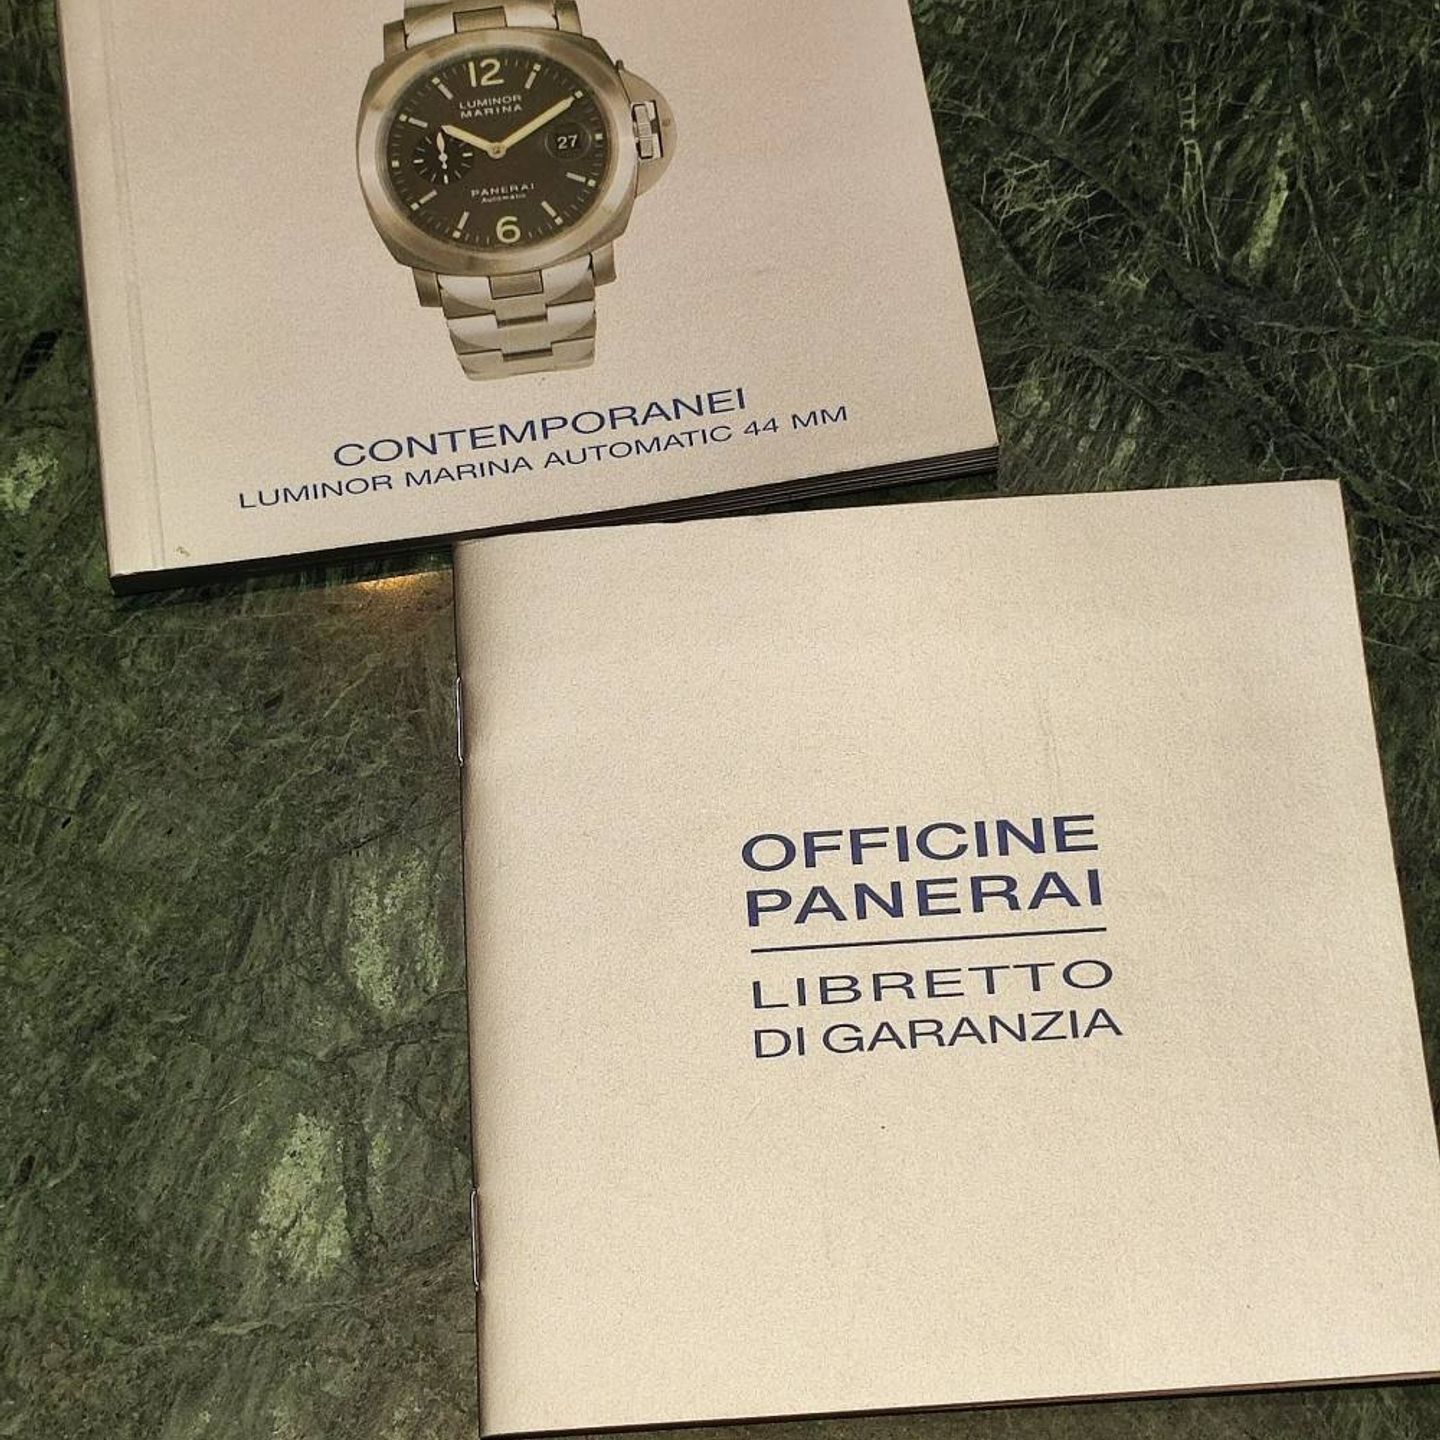 12
LUMINOR
MARINA
27
PANERAI
Automatic
6
CONTEMPORANEI
LUMINOR MARINA AUTOMATIC 44 MM
OFFICINE
PANERAI
LIBRETTO
DI GARANZIA